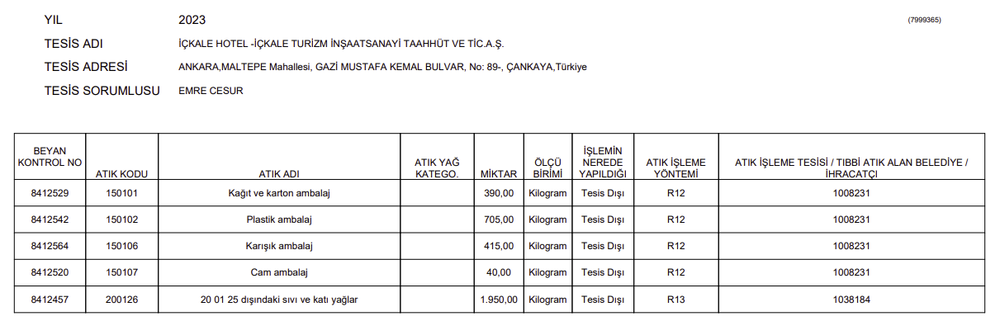 YIL 2023 (7999365)
TESİS ADI İÇKALE HOTEL -İÇKALE TURİZM İNŞAATSANAYİ TAAHHÜT VE TİC.A.Ş.
TESİS ADRESİ ANKARA,MALTEPE Mahallesi, GAZİ MUSTAFA KEMAL BULVAR, No: 89-, ÇANKAYA,Türkiye
TESİS SORUMLUSU EMRE CESUR
BEYAN KONTROL NO ATIK KODU ATIK ADI ATIK YAĞ KATEGO. MİKTAR ÖLÇÜ BİRİMİ İŞLEMİN NEREDE YAPILDIĞI ATIK İŞLEME YÖNTEMİ ATIK İŞLEME TESİSİ / TIBBİ ATIK ALAN BELEDİYE / İHRACATÇI
8412529 150101 Kağıt ve karton ambalaj 390,00 Kilogram Tesis Dışı R12 1008231
8412542 150102 Plastik ambalaj 705,00 Kilogram Tesis Dışı R12 1008231
8412564 150106 Karışık ambalaj 415,00 Kilogram Tesis Dışı R12 1008231
8412520 150107 Cam ambalaj 40,00 Kilogram Tesis Dışı R12 1008231
8412457 200126 20 01 25 dışındaki sıvı ve katı yağlar 1.950,00 Kilogram Tesis Dışı R13 1038184